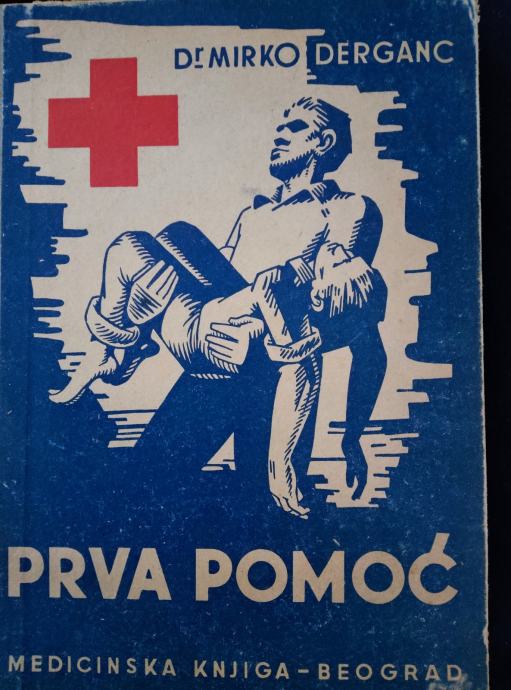 Dr MIRKO DERGANC
PRVA POMOĆ
MEDICINSKA KNJIGA – BEOGRAD